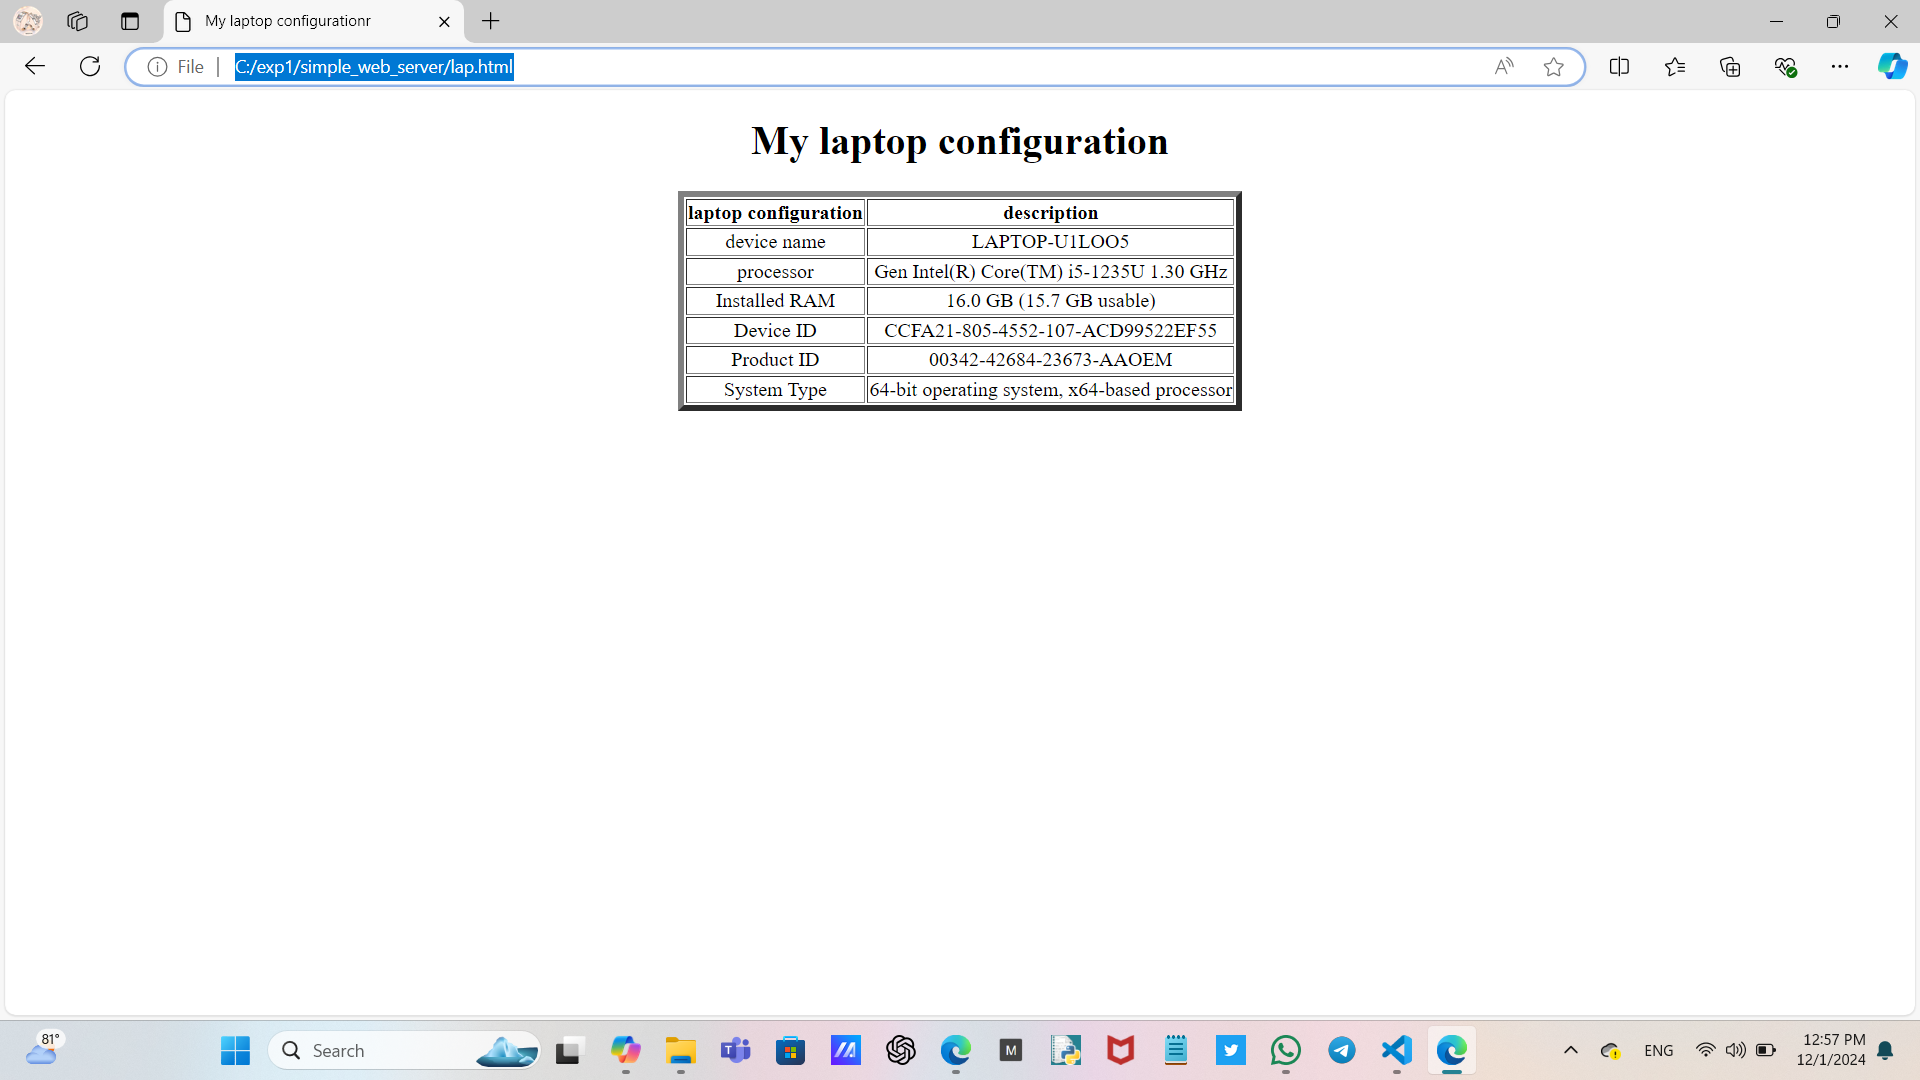 My laptop configurationr
File
C:/exp1/simple_web_server/lap.html
My laptop configuration
laptop configuration description
device name LAPTOP-U1LOO5
processor Gen Intel(R) Core(TM) i5-1235U 1.30 GHz
Installed RAM 16.0 GB (15.7 GB usable)
Device ID CCFA21-805-4552-107-ACD99522EF55
Product ID 00342-42684-23673-AAOEM
System Type 64-bit operating system, x64-based processor
81°
Search
M
ENG
12:57 PM
12/1/2024